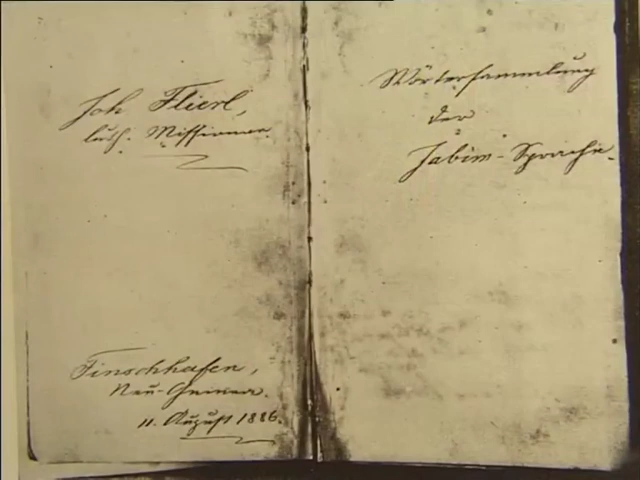 Joh Flierl,
luth. Missionar.
Finschhafen,
Neu-Guinea.
11. August 1886.
Wörtersammlung
der
Jabim-Sprache.